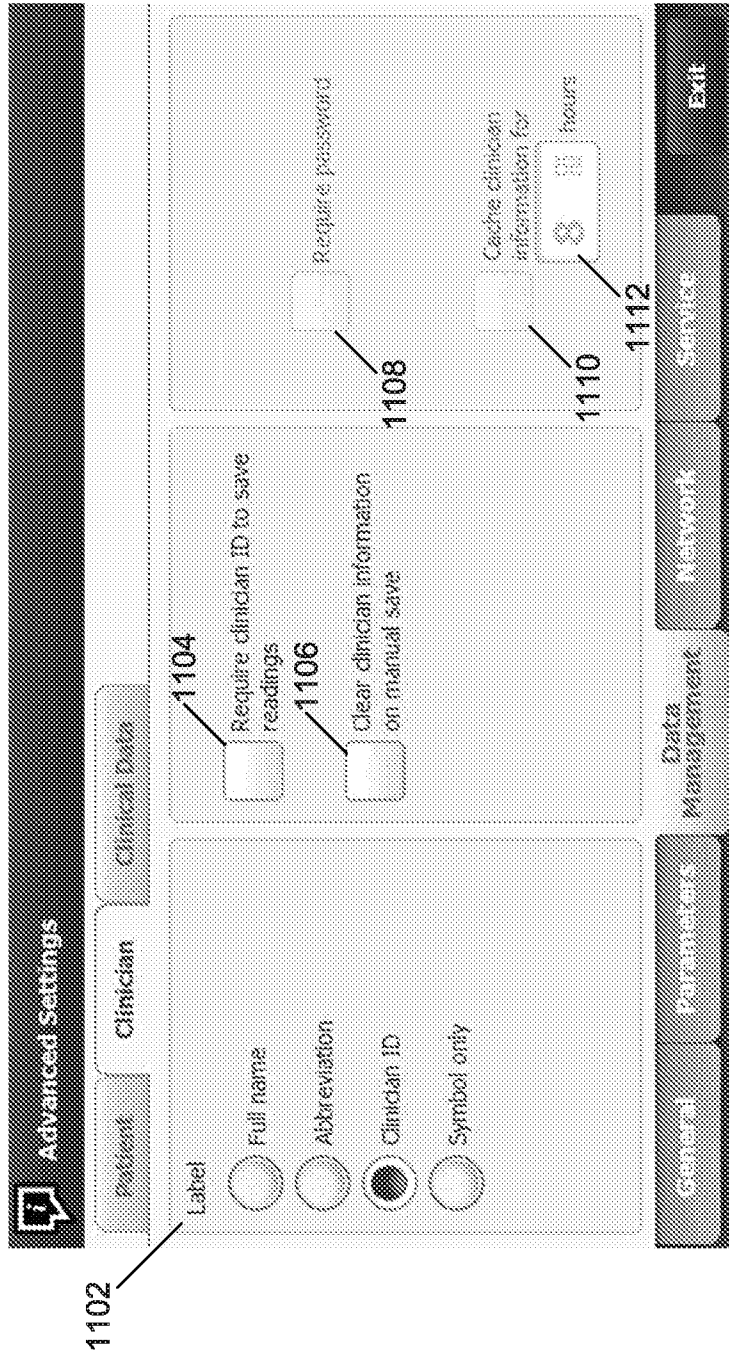 i
Advanced Settings
Patient
Clinician
Clinical Data
1102
Label
Full name
Abbreviation
Clinician ID
Symbol only
1104
Require clinician ID to save
readings
1106
Clear clinician information
on manual save
Require password
1108
Cache clinician
information for
8
hours
1110
1112
General
Parameters
Data
Management
Network
Service
Exit